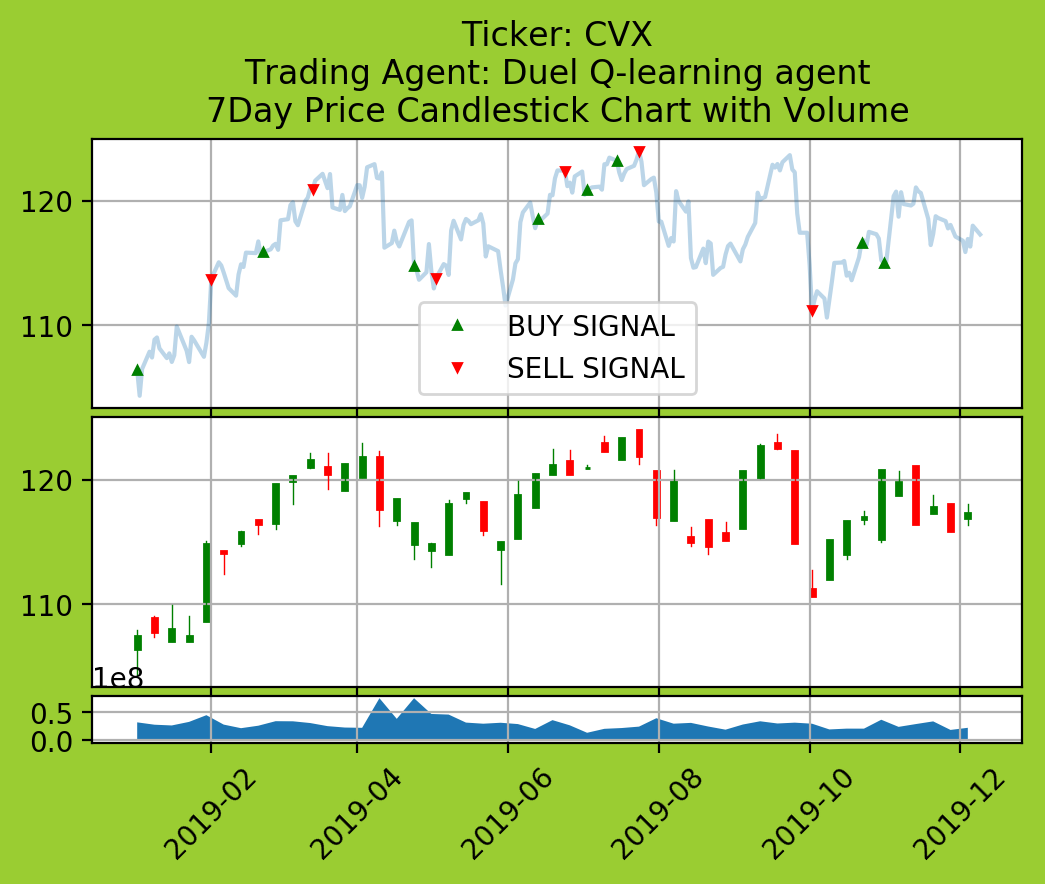 Ticker: CVX
Trading Agent: Duel Q-learning agent
7Day Price Candlestick Chart with Volume
120
110
BUY SIGNAL
SELL SIGNAL
120
110
1e8
0.5
0.0
2019-02
2019-04
2019-06
2019-08
2019-10
2019-12